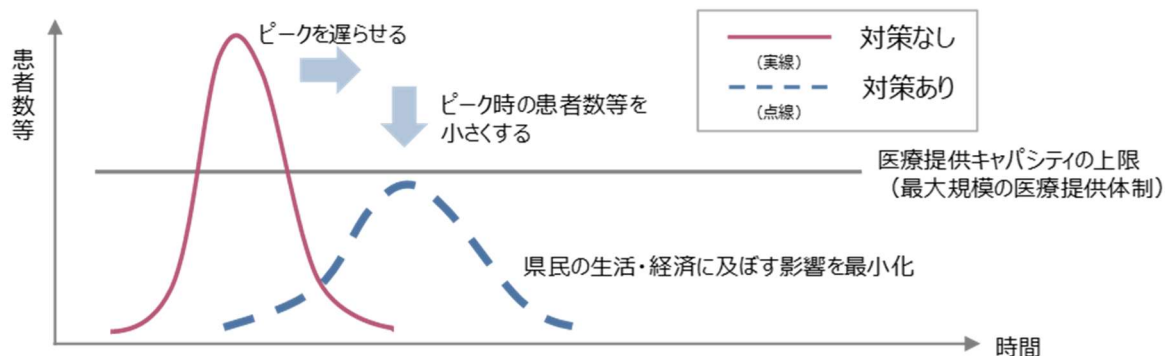 ピークを遅らせる
ピーク時の患者数等を
小さくする
対策なし
(実線)
対策あり
(点線)
患者数等
医療提供キャパシティの上限
（最大規模の医療提供体制）
県民の生活・経済に及ぼす影響を最小化
時間